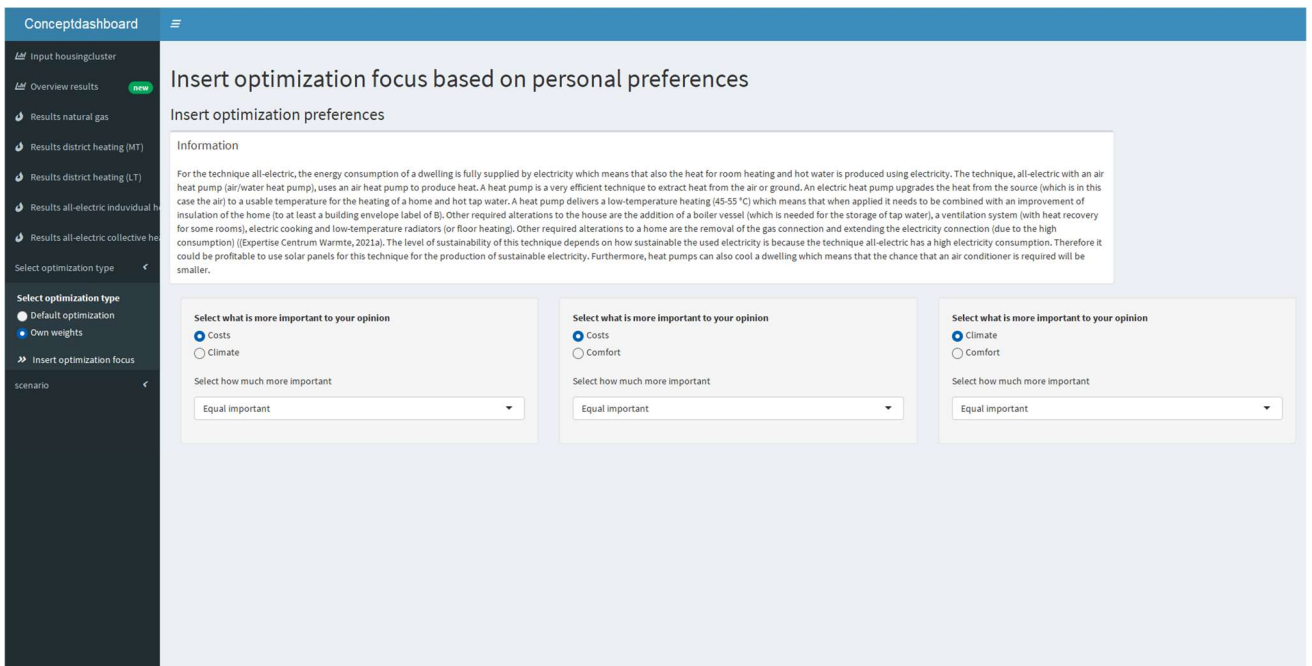 Conceptdashboard
Input housingcluster
Overview results new
Results natural gas
Results district heating (MT)
Results district heating (LT)
Results all-electric induvidual h
Results all-electric collective he
Select optimization type
Select optimization type
Default optimization
Own weights
Insert optimization focus
scenario
Insert optimization focus based on personal preferences
Insert optimization preferences
Information
For the technique all-electric, the energy consumption of a dwelling is fully supplied by electricity which means that also the heat for room heating and hot water is produced using electricity. The technique, all-electric with an air
heat pump (air/water heat pump), uses an air heat pump to produce heat. A heat pump is a very efficient technique to extract heat from the air or ground. An electric heat pump upgrades the heat from the source (which is in this
case the air) to a usable temperature for the heating of a home and hot tap water. A heat pump delivers a low-temperature heating (45-55 °C) which means that when applied it needs to be combined with an improvement of
insulation of the home (to at least a building envelope label of B). Other required alterations to the house are the addition of a boiler vessel (which is needed for the storage of tap water), a ventilation system (with heat recovery
for some rooms), electric cooking and low-temperature radiators (or floor heating). Other required alterations to a home are the removal of the gas connection and extending the electricity connection (due to the high
consumption) ((Expertise Centrum Warmte, 2021a). The level of sustainability of this technique depends on how sustainable the used electricity is because the technique all-electric has a high electricity consumption. Therefore it
could be profitable to use solar panels for this technique for the production of sustainable electricity. Furthermore, heat pumps can also cool a dwelling which means that the chance that an air conditioner is required will be
smaller.
Select what is more important to your opinion
Costs
Climate
Select how much more important
Equal important
Select what is more important to your opinion
Costs
Comfort
Select how much more important
Equal important
Select what is more important to your opinion
Climate
Comfort
Select how much more important
Equal important